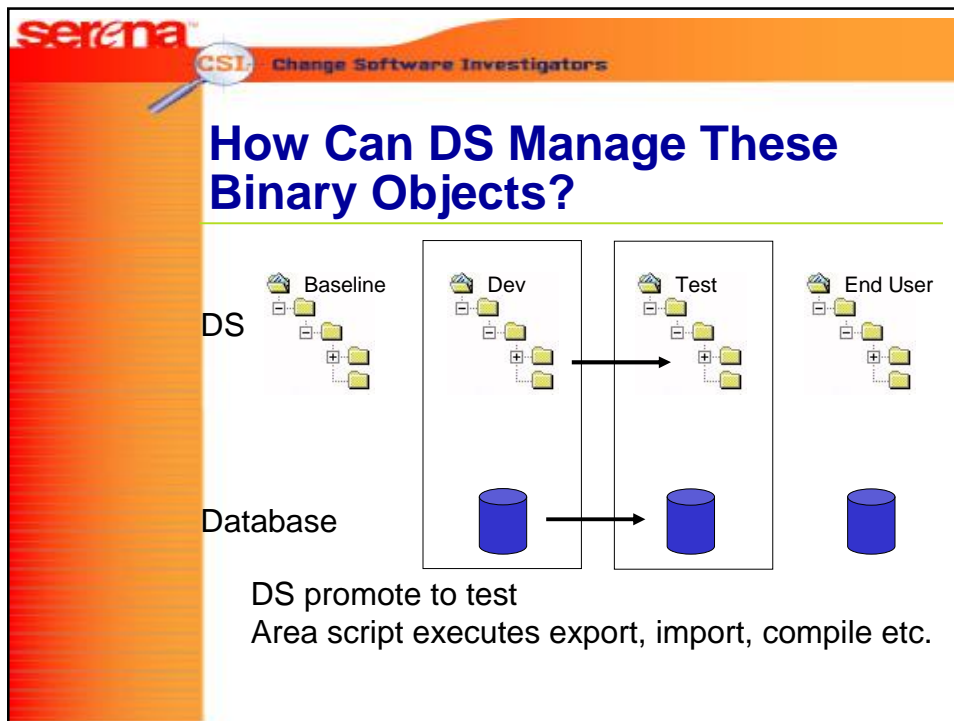 serena™
CSI Change Software Investigators
How Can DS Manage These
Binary Objects?
Baseline Dev Test End User
DS
Database
DS promote to test
Area script executes export, import, compile etc.